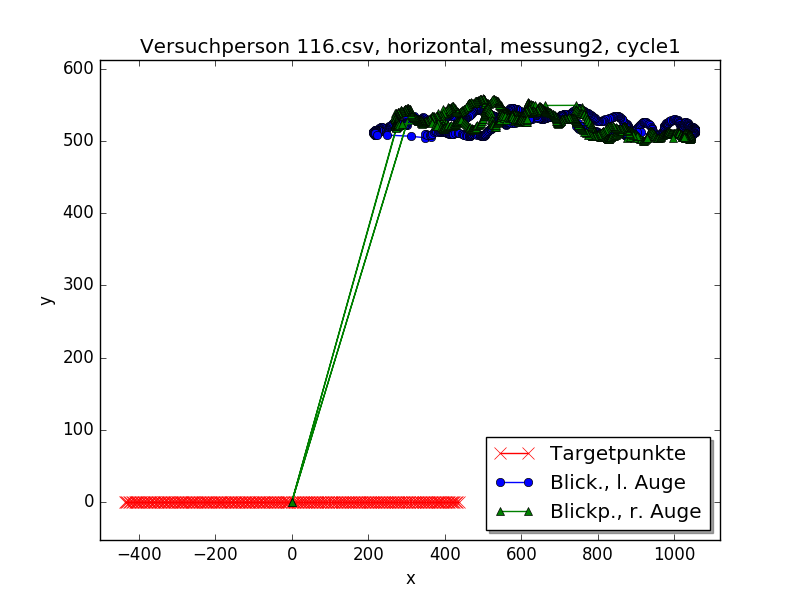 Versuchperson 116.csv, horizontal, messung2, cycle1
600
500
400
300
200
100
0
y
−400 −200 0 200 400 600 800 1000
x
Targetpunkte
Blick., l. Auge
Blickp., r. Auge